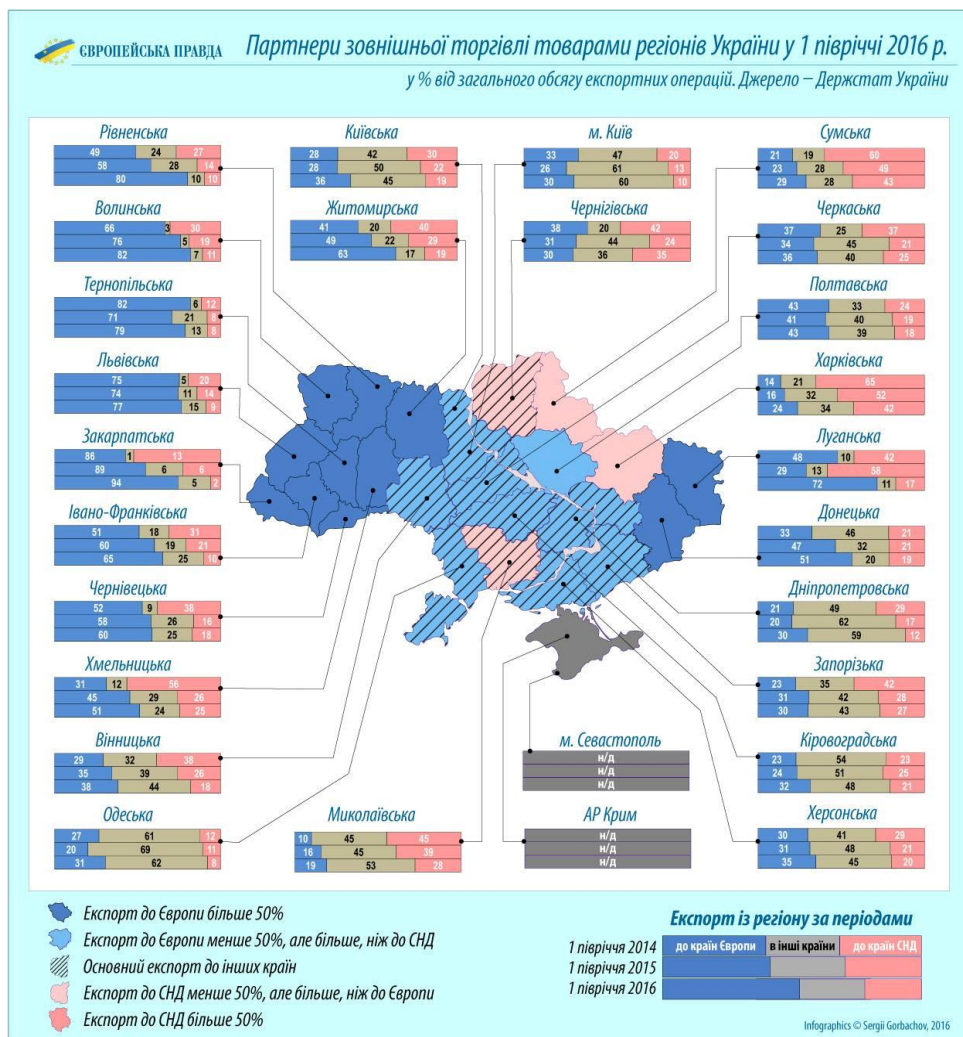 ЄВРОПЕЙСЬКА ПРАВДА
Партнери зовнішньої торгівлі товарами регіонів України у 1 півріччі 2016 р.
у % від загального обсягу експортних операцій. Джерело – Держстат України
Рівненська
49 24 27
58 28 14
80 10 10
Київська
28 42 30
28 50 22
36 45 19
м. Київ
33 47 20
26 61 13
30 60 10
Сумська
21 19 60
23 28 49
29 28 43
Волинська
66 3 30
76 5 19
82 7 11
Житомирська
41 20 40
49 22 29
63 17 19
Чернігівська
38 20 42
31 44 24
30 36 35
Черкаська
37 25 37
34 45 21
36 40 25
Тернопільська
82 6 12
71 21 8
79 13 8
Полтавська
43 33 24
41 40 19
43 39 18
Львівська
75 5 20
74 11 14
77 15 9
Харківська
14 21 65
16 32 52
24 34 42
Закарпатська
86 1 13
89 6 6
94 5 2
Луганська
48 10 42
29 13 58
72 11 17
Івано-Франківська
51 18 31
60 19 21
65 25 10
Донецька
33 46 21
47 32 21
51 20 19
Чернівецька
52 9 38
58 26 16
60 25 18
Дніпропетровська
21 49 29
20 62 17
30 59 12
Хмельницька
31 12 56
45 29 26
51 24 25
Запорізька
23 35 42
31 42 28
30 43 27
Вінницька
29 32 38
35 39 26
38 44 18
м. Севастополь
н/д
н/д
н/д
Кіровоградська
23 54 23
24 51 25
32 48 21
Одеська
27 61 12
20 69 11
31 62 8
Миколаївська
10 45 45
16 45 39
19 53 28
АР Крим
н/д
н/д
н/д
Херсонська
30 41 29
31 48 21
35 45 20
Експорт до Європи більше 50%
Експорт до Європи менше 50%, але більше, ніж до СНД
Основний експорт до інших країн
Експорт до СНД менше 50%, але більше, ніж до Європи
Експорт до СНД більше 50%
Експорт із регіону за періодами
1 півріччя 2014 до країн Європи в інші країни до країн СНД
1 півріччя 2015
1 півріччя 2016
Infographics © Sergii Gorbachov, 2016